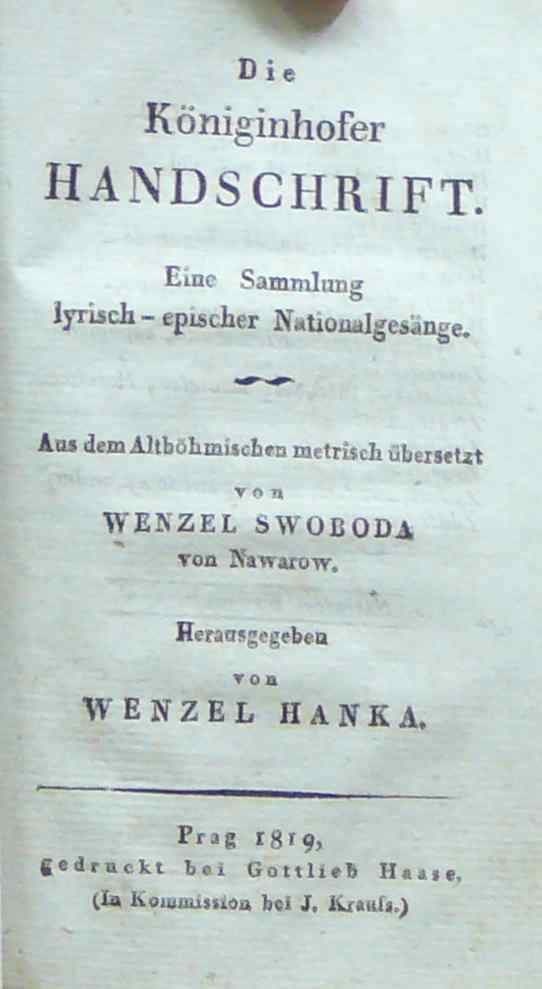 Die
Königinhofer
HANDSCHRIFT.
Eine Sammlung
lyrisch - epischer Nationalgesänge.
Aus dem Altböhmischen metrisch übersetzt
von
WENZEL SWOBODA
von Nawarow.
Herausgegeben
von
WENZEL HANKA.
Prag 1819,
gedruckt bei Gottlieb Haase,
(In Kommission bei J. Krauſs.)